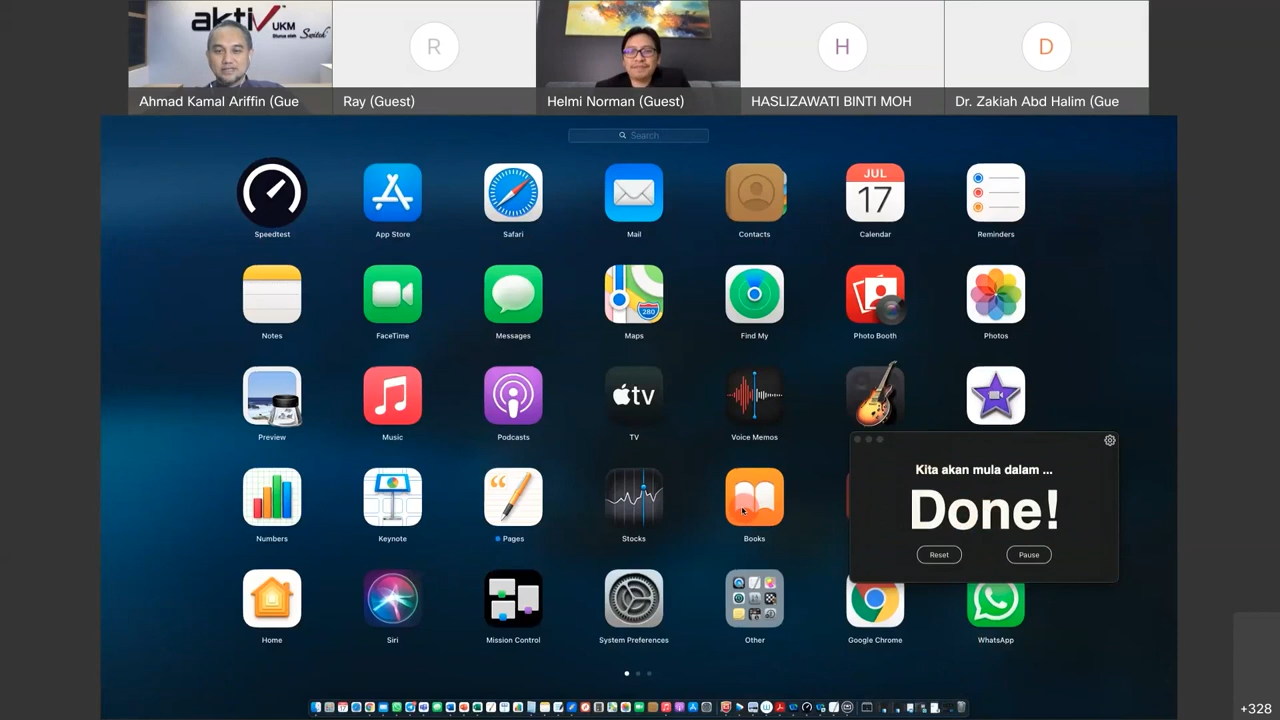 aktiv
UKM
Switch
R
H
D
Ahmad Kamal Ariffin (Gue
Ray (Guest)
Helmi Norman (Guest)
HASLIZAWATI BINTI MOH
Dr. Zakiah Abd Halim (Gue
Search
JUL
17
Speedtest
App Store
Safari
Mail
Contacts
Calendar
Reminders
280
Notes
FaceTime
Messages
Maps
Find My
Photo Booth
Photos
tv
Preview
Music
Podcasts
TV
Voice Memos
Kita akan mula dalam ...
Done!
Numbers
Keynote
Pages
Stocks
Books
Reset
Pause
Home
Siri
Mission Control
System Preferences
Other
Google Chrome
WhatsApp
+328